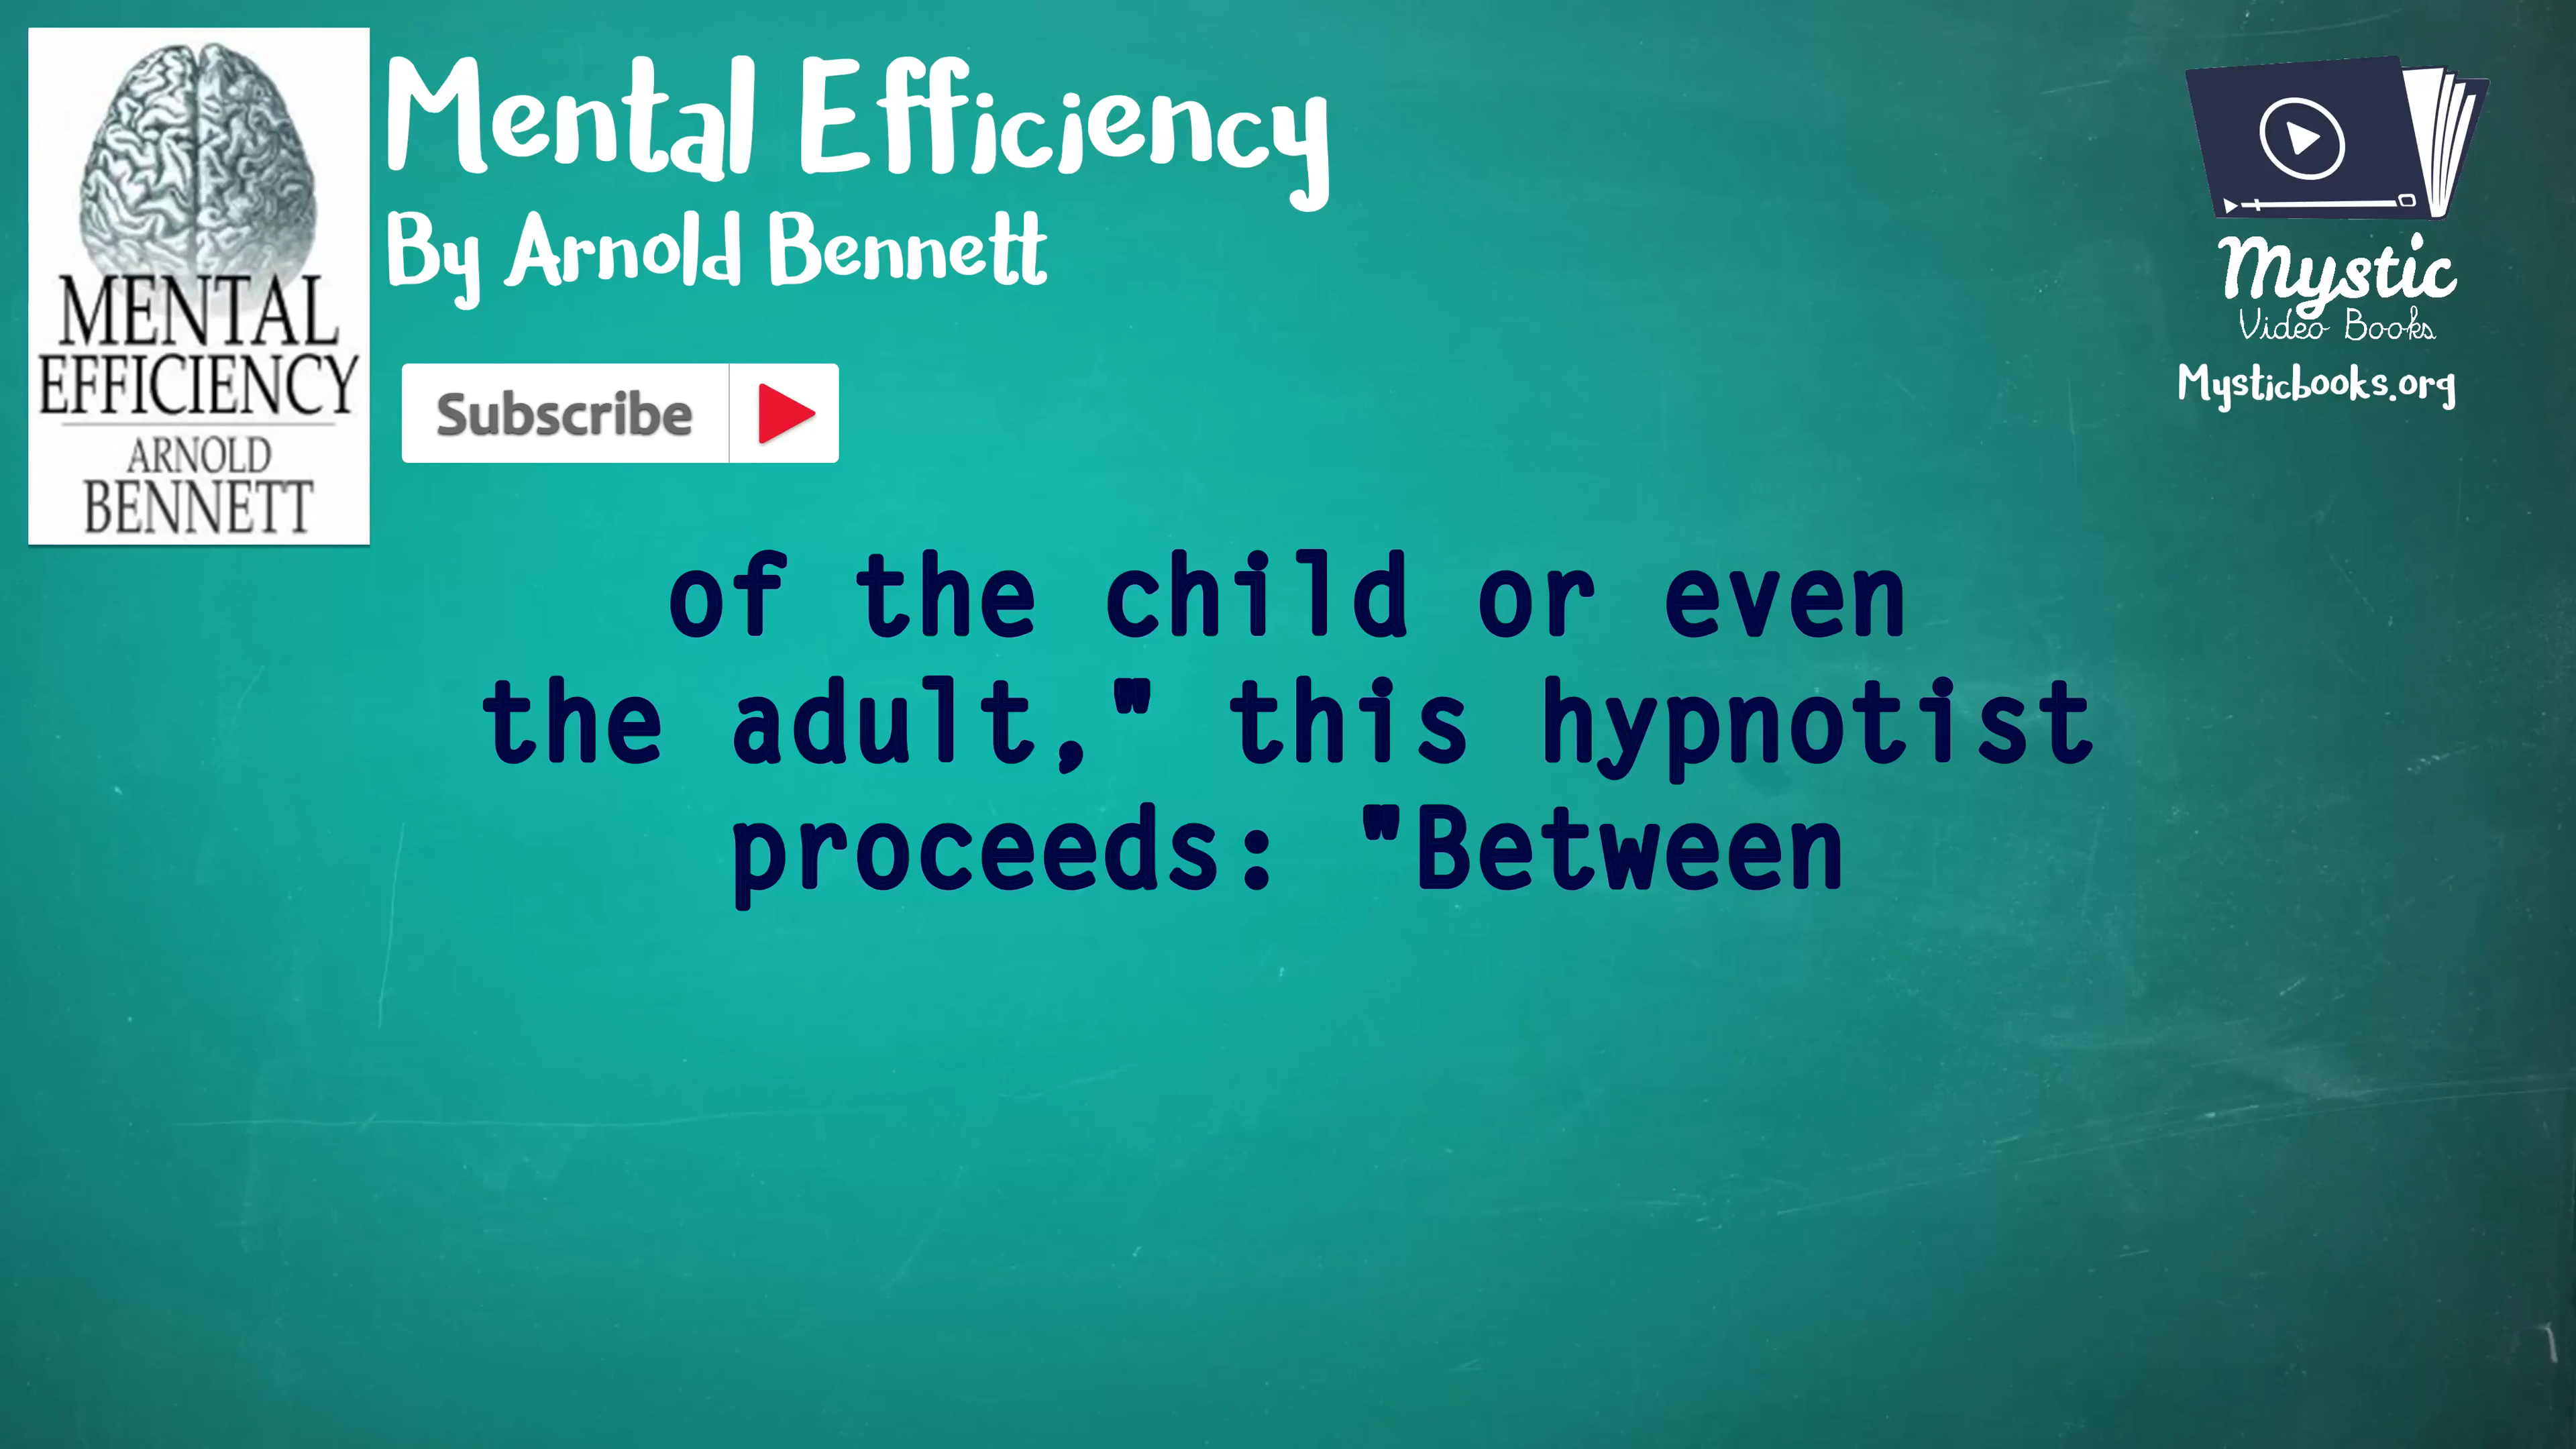 Mental Efficiency
By Arnold Bennett
MENTAL
EFFICIENCY
ARNOLD
BENNETT
Subscribe
Mystic
Video Books
Mysticbooks.org
of the child or even
the adult," this hypnotist
proceeds: "Between